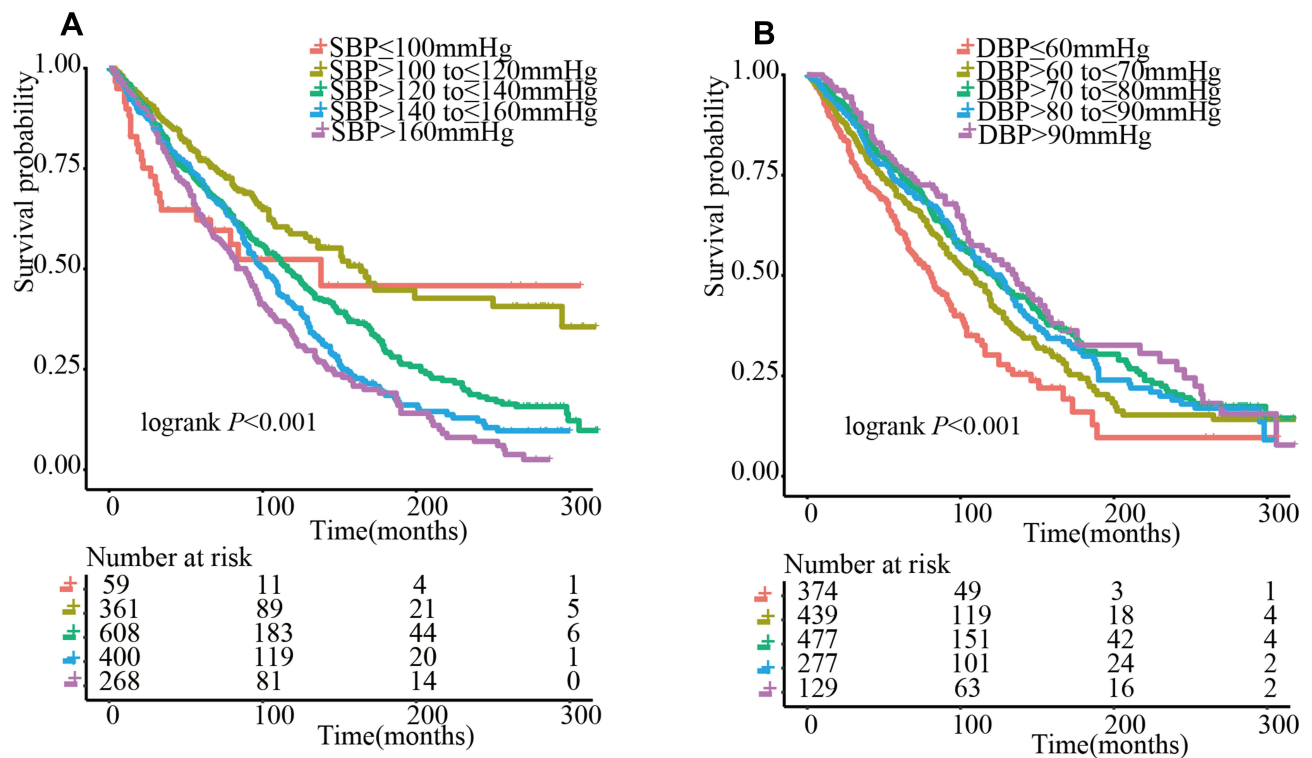 A
SBP≤100mmHg
SBP>100 to≤120mmHg
SBP>120 to≤140mmHg
SBP>140 to≤160mmHg
SBP>160mmHg
Survival probability
1.00
0.75
0.50
0.25
0.00
logrank P<0.001
0 100 200 300
Time(months)
Number at risk
59 11 4 1
361 89 21 5
608 183 44 6
400 119 20 1
268 81 14 0
0 100 200 300
Time(months)
B
DBP≤60mmHg
DBP>60 to≤70mmHg
DBP>70 to≤80mmHg
DBP>80 to≤90mmHg
DBP>90mmHg
Survival probability
1.00
0.75
0.50
0.25
0.00
logrank P<0.001
0 100 200 300
Time(months)
Number at risk
374 49 3 1
439 119 18 4
477 151 42 4
277 101 24 2
129 63 16 2
0 100 200 300
Time(months)